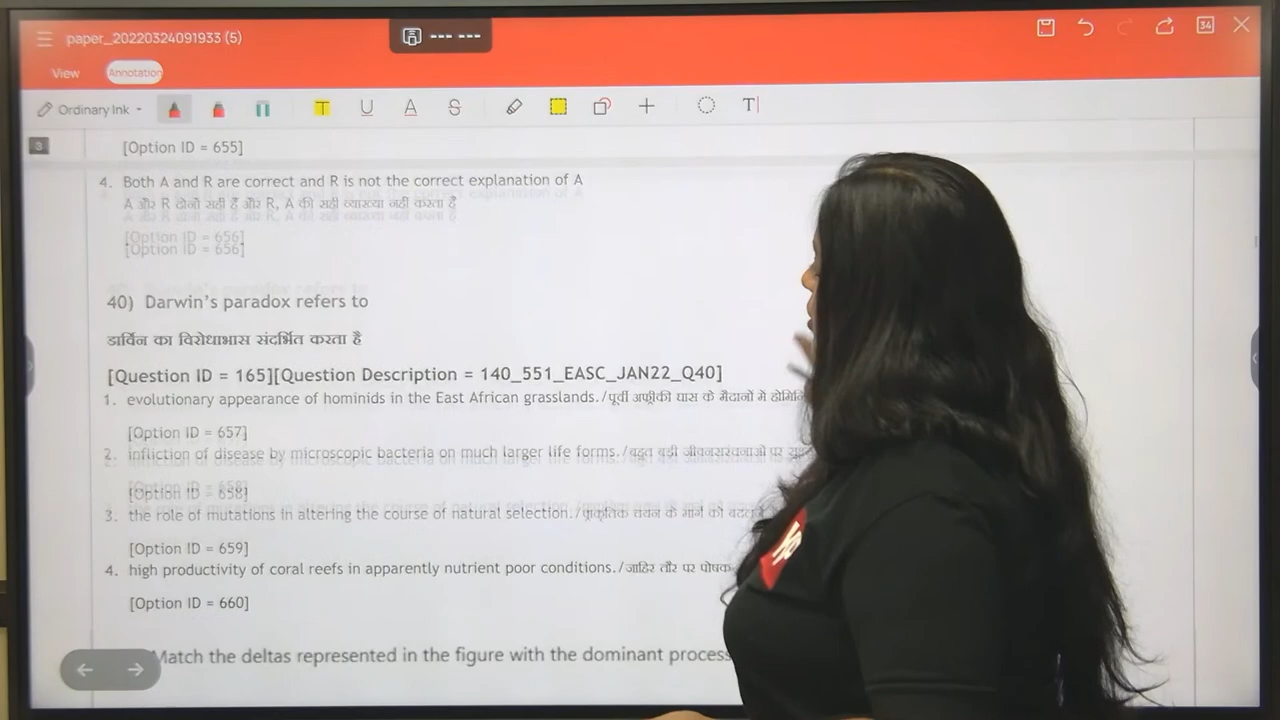 paper_20220324091933 (5)
34
View
Annotation
Ordinary Ink
T U A S T
3
[Option ID = 655]
4. Both A and R are correct and R is not the correct explanation of A
A और R दोनों सही हैं और R, A की सही व्याख्या नहीं करता है
[Option ID = 656]
40) Darwin's paradox refers to
डार्विन का विरोधाभास संदर्भित करता है
[Question ID = 165][Question Description = 140_551_EASC_JAN22_Q40]
1. evolutionary appearance of hominids in the East African grasslands./पूर्वी अफ्रीकी घास के मैदानों में
[Option ID = 657]
2. infliction of disease by microscopic bacteria on much larger life forms./बहुत बड़ी जीवनसंरचनाओं पर
[Option ID = 658]
3. the role of mutations in altering the course of natural selection./प्राकृतिक चयन के मार्ग को
[Option ID = 659]
4. high productivity of coral reefs in apparently nutrient poor conditions./जाहिर तौर पर पोषक
[Option ID = 660]
Match the deltas represented in the figure with the dominant process